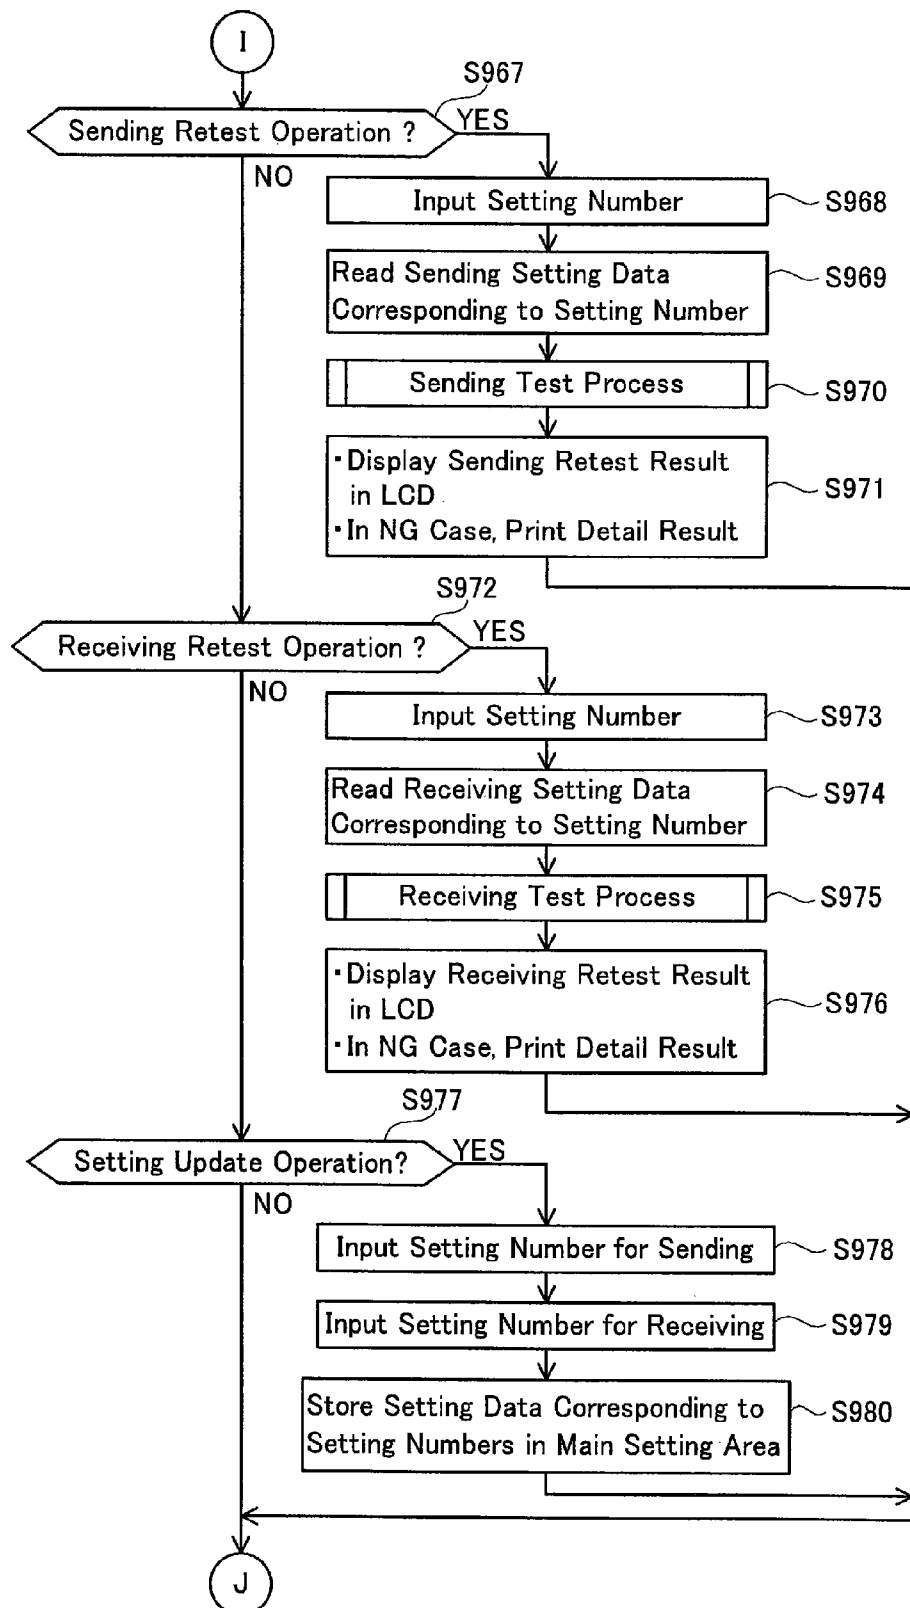 I
S967
Sending Retest Operation ?
YES
NO
Input Setting Number
S968
Read Sending Setting Data
Corresponding to Setting Number
S969
Sending Test Process
S970
・Display Sending Retest Result
in LCD
・In NG Case, Print Detail Result
S971
S972
Receiving Retest Operation ?
YES
NO
Input Setting Number
S973
Read Receiving Setting Data
Corresponding to Setting Number
S974
Receiving Test Process
S975
・Display Receiving Retest Result
in LCD
・In NG Case, Print Detail Result
S976
S977
Setting Update Operation?
YES
NO
Input Setting Number for Sending
S978
Input Setting Number for Receiving
S979
Store Setting Data Corresponding to
Setting Numbers in Main Setting Area
S980
J